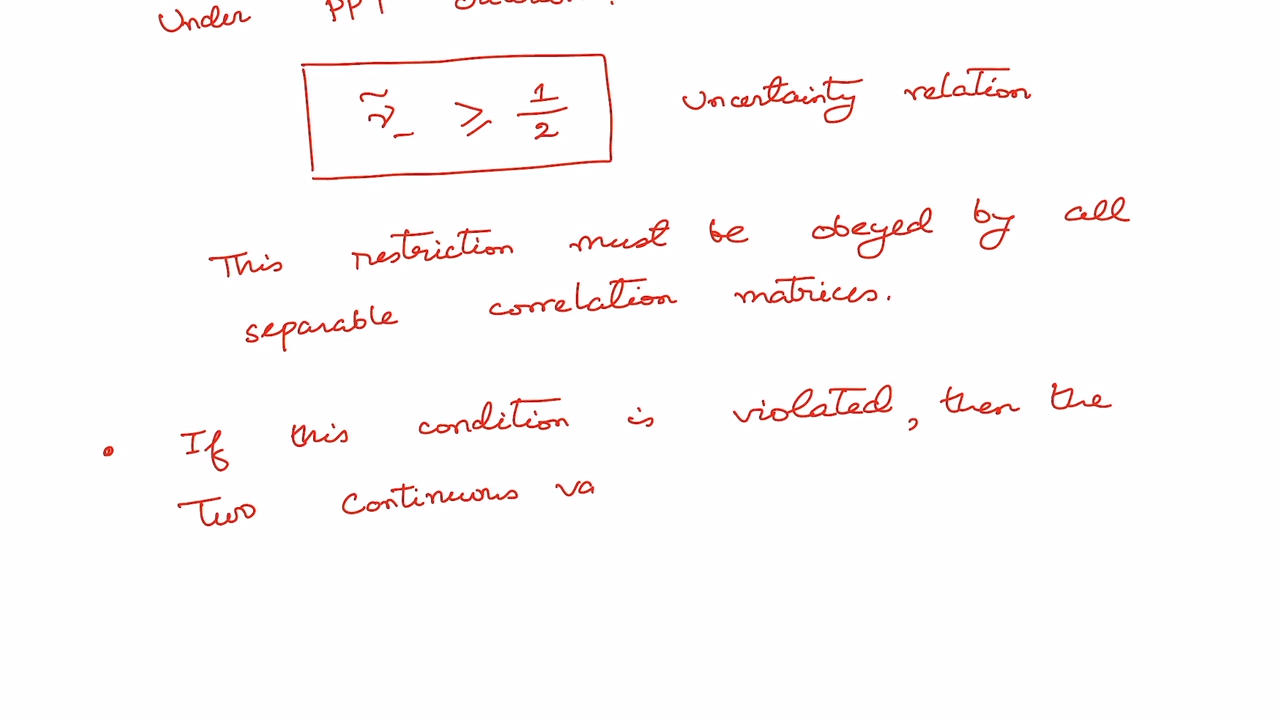 Under PPT
ν̃₋ ≥ 1/2 uncertainty relation
This restriction must be obeyed by all
separable correlation matrices.
• If this condition is violated, then the
Two continuous va